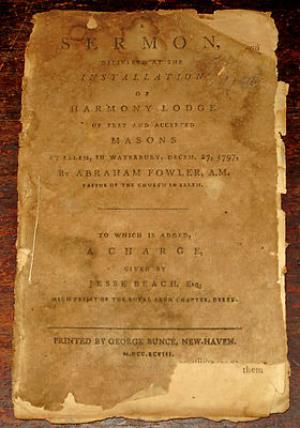 A
SERMON,
DELIVERED AT THE
INSTALLATION
OF
HARMONY LODGE
OF FREE AND ACCEPTED
MASONS
AT SALEM, IN WATERBURY, DECEM. 27, 1797,
By ABRAHAM FOWLER, A.M.
PASTOR OF THE CHURCH IN SALEM.
TO WHICH IS ADDED,
A CHARGE,
GIVEN BY
JESSE BEACH, Esq;
HIGH PRIEST OF THE ROYAL ARCH CHAPTER, DERBY.
PRINTED BY GEORGE BUNCE, NEW-HAVEN.
M.DCC.XCVIII.
them